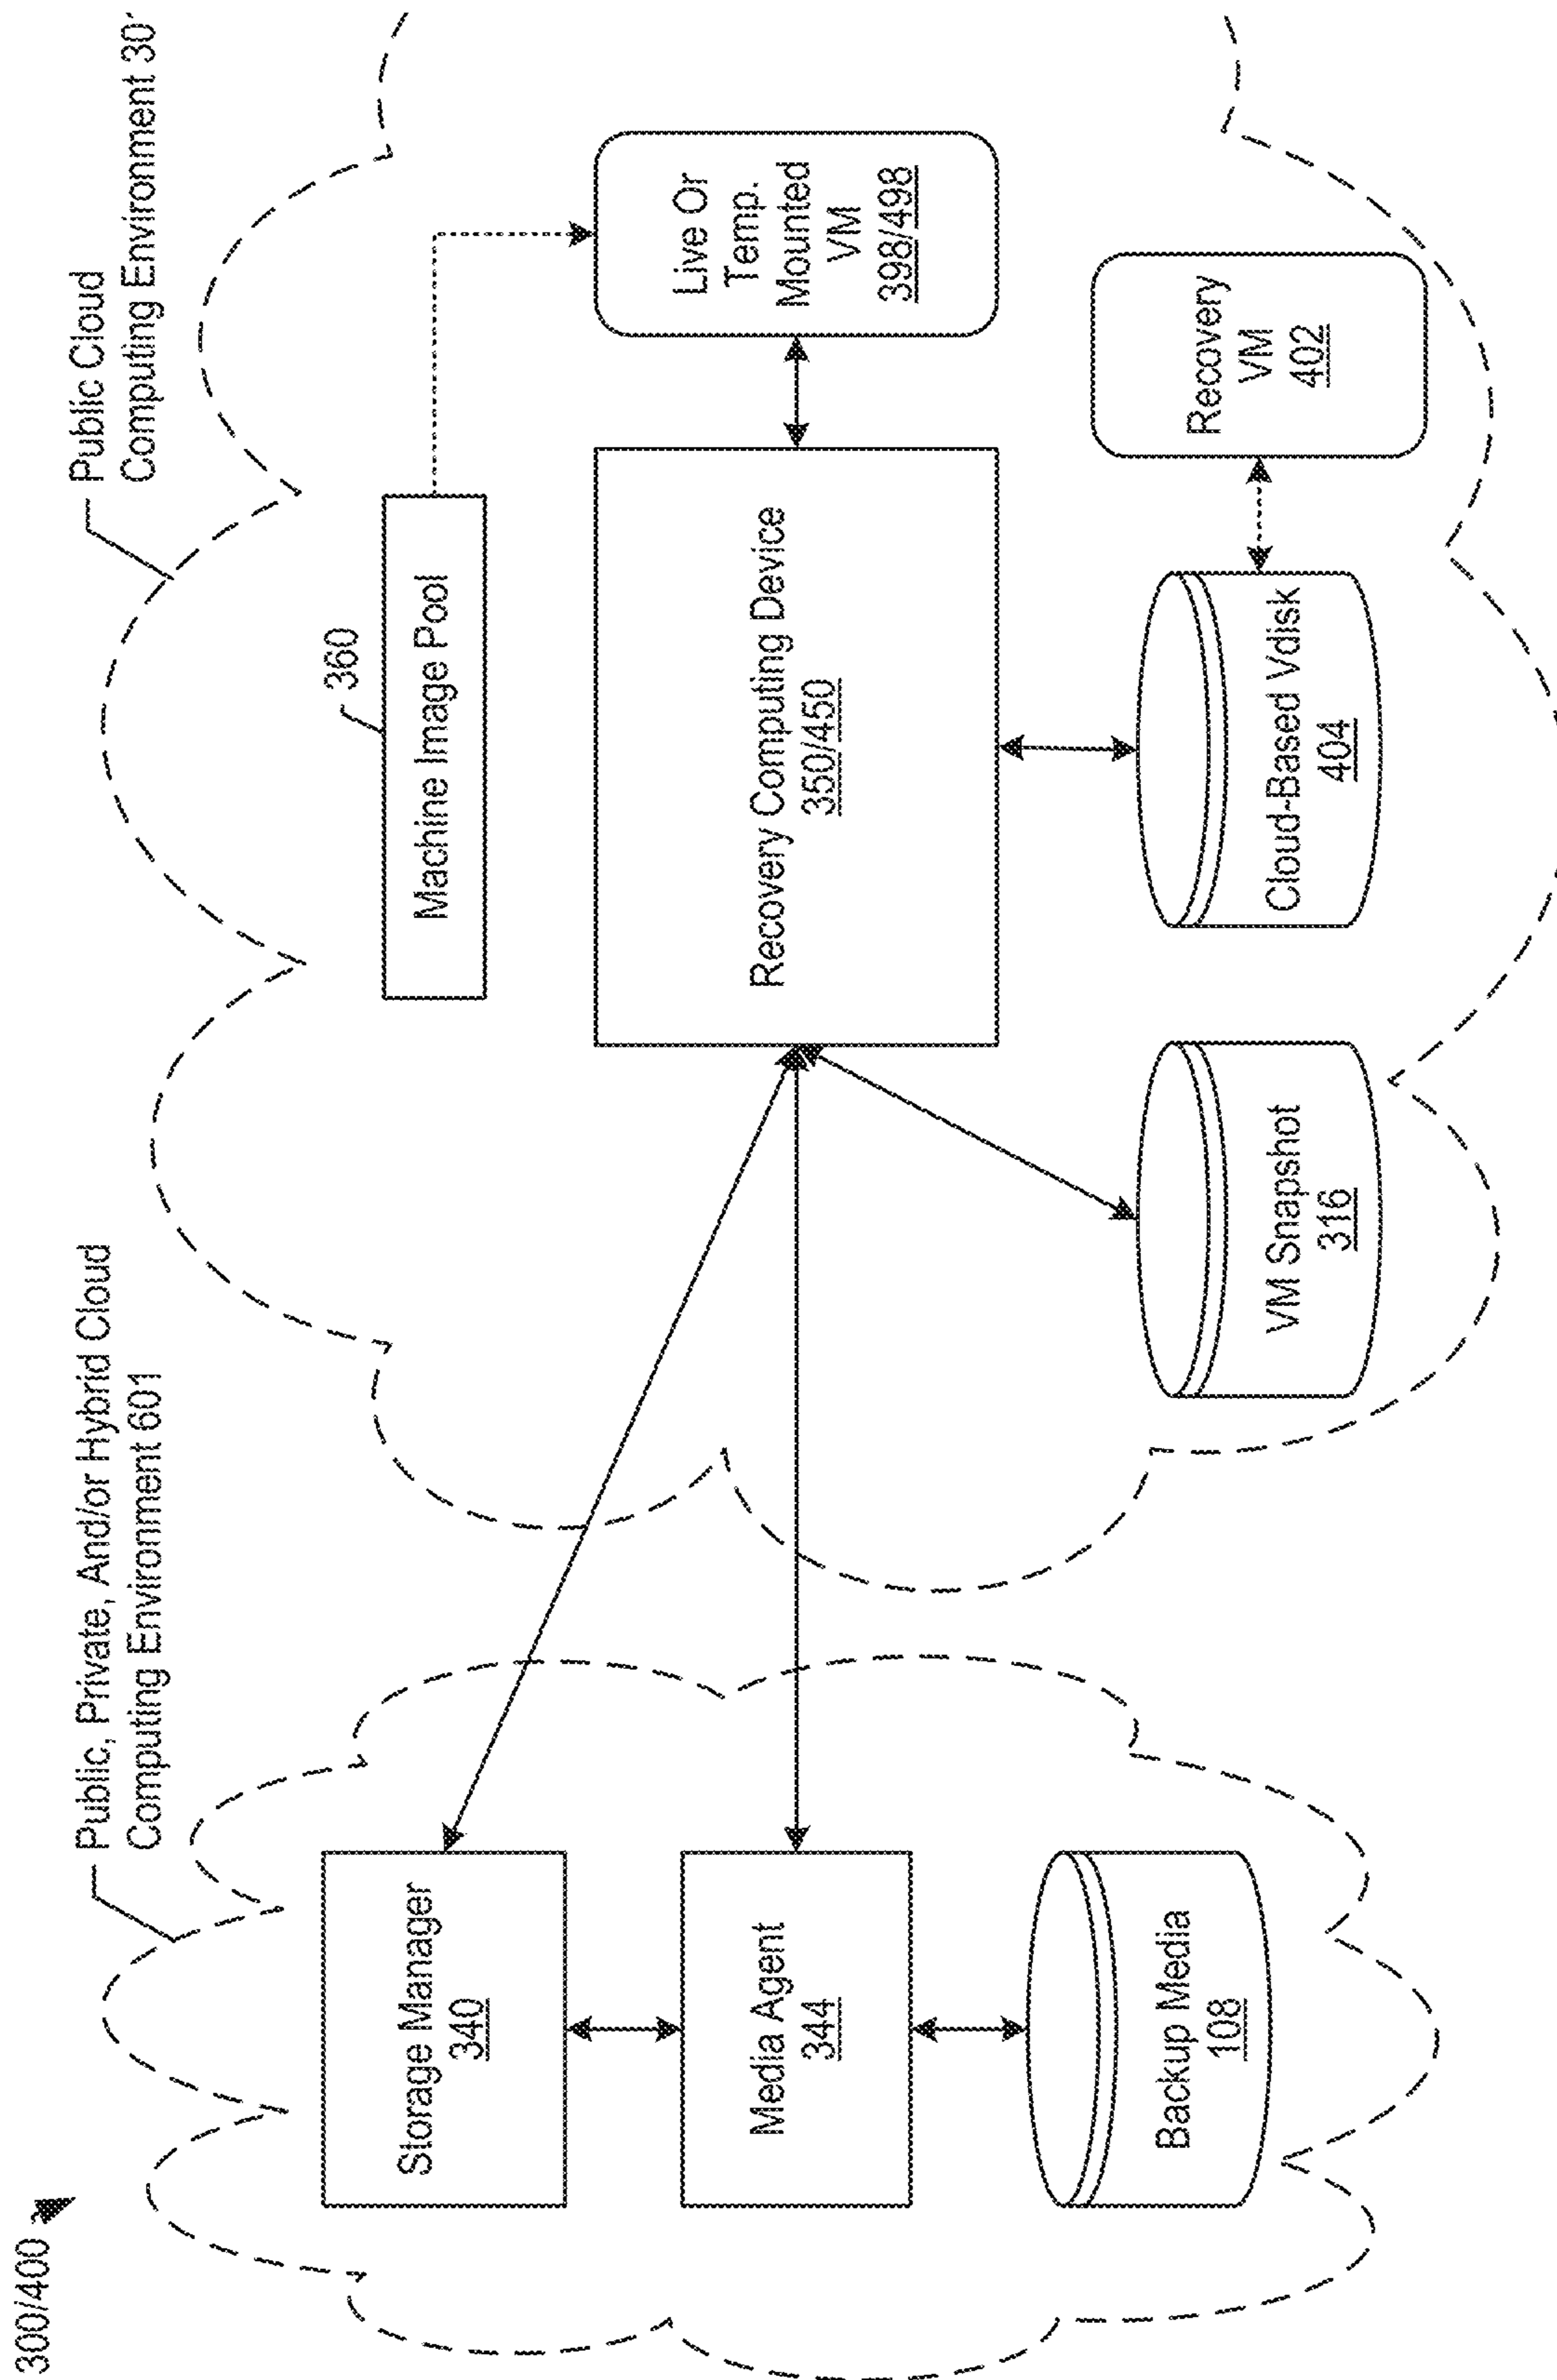 300/400
Public, Private, And/or Hybrid Cloud
Computing Environment 601
Storage Manager
340
Media Agent
344
Backup Media
108
Public Cloud
Computing Environment 301
360
Machine Image Pool
Recovery Computing Device
350/450
Live Or
Temp.
Mounted
VM
398/498
VM Snapshot
316
Cloud-Based Vdisk
404
Recovery
VM
402